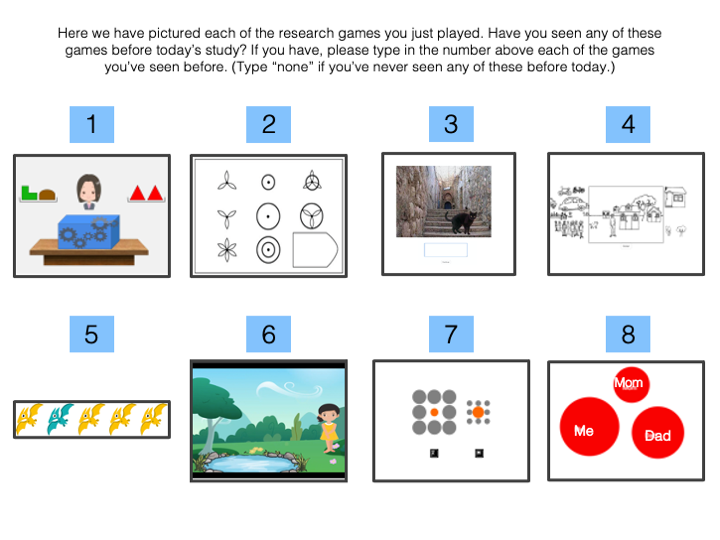 Here we have pictured each of the research games you just played. Have you seen any of these
games before today's study? If you have, please type in the number above each of the games
you've seen before. (Type “none” if you've never seen any of these before today.)
1
2
3
4
5
6
7
8
Mom
Me
Dad